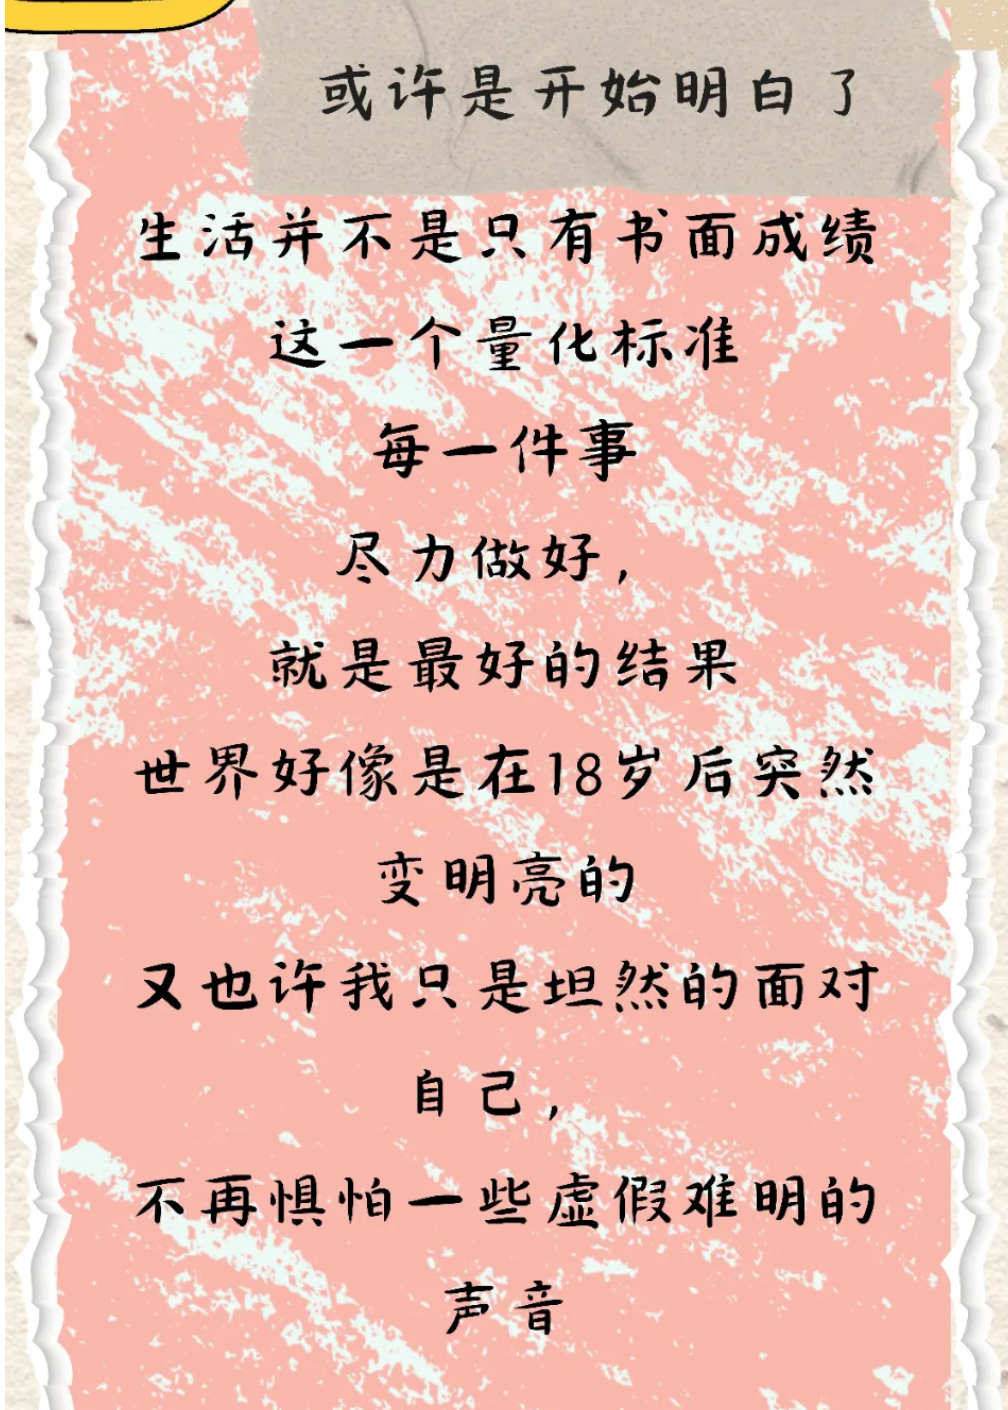 或许是开始明白了
生活并不是只有书面成绩
这一个量化标准
每一件事
尽力做好，
就是最好的结果
世界好像是在18岁后突然
变明亮的
又也许我只是坦然的面对
自己，
不再惧怕一些虚假难明的
声音